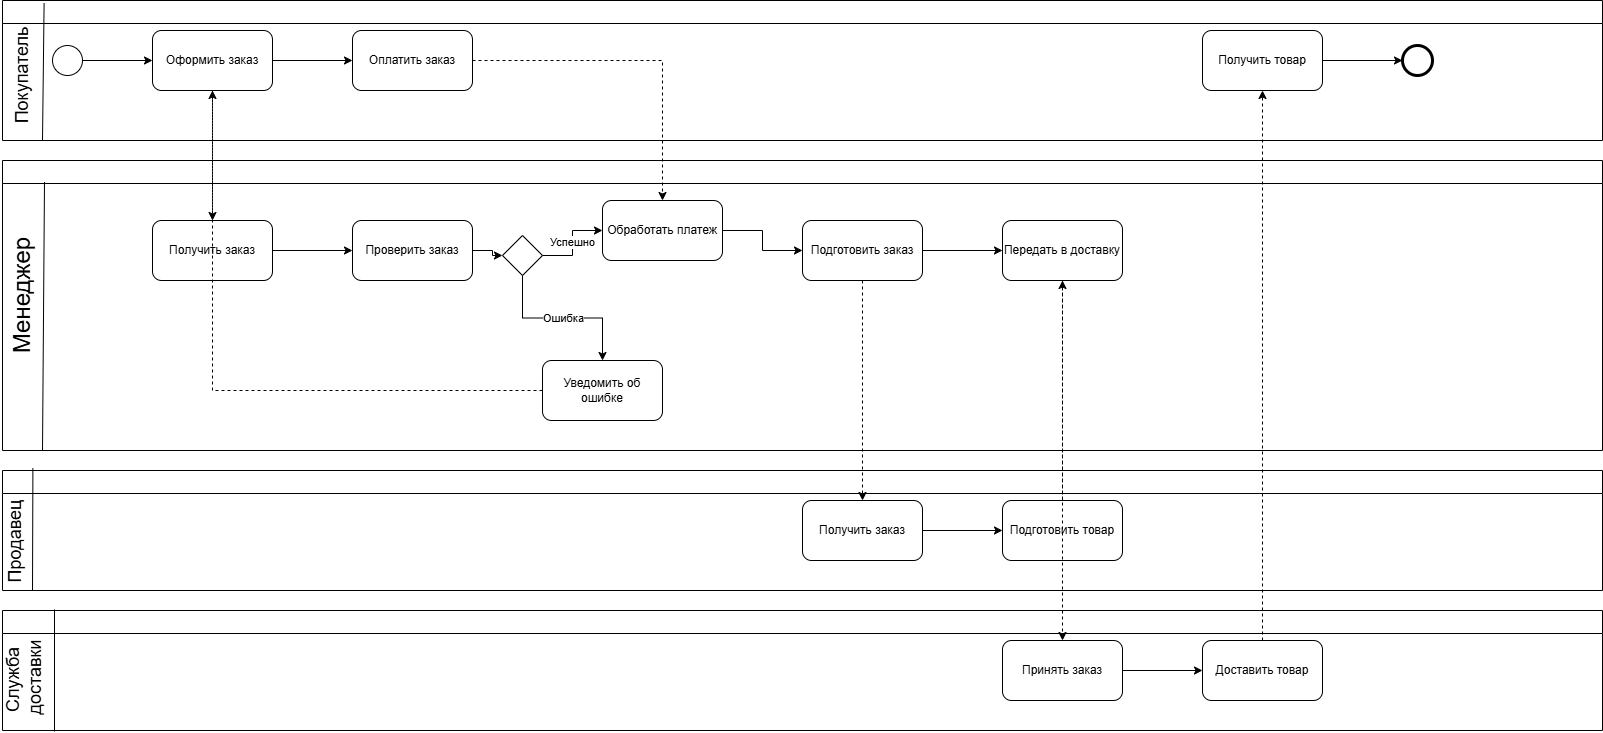 Покупатель
Оформить заказ
Оплатить заказ
Получить товар
Менеджер
Получить заказ
Проверить заказ
Успешно
Обработать платеж
Подготовить заказ
Передать в доставку
Ошибка
Уведомить об
ошибке
Продавец
Получить заказ
Подготовить товар
Служба
доставки
Принять заказ
Доставить товар